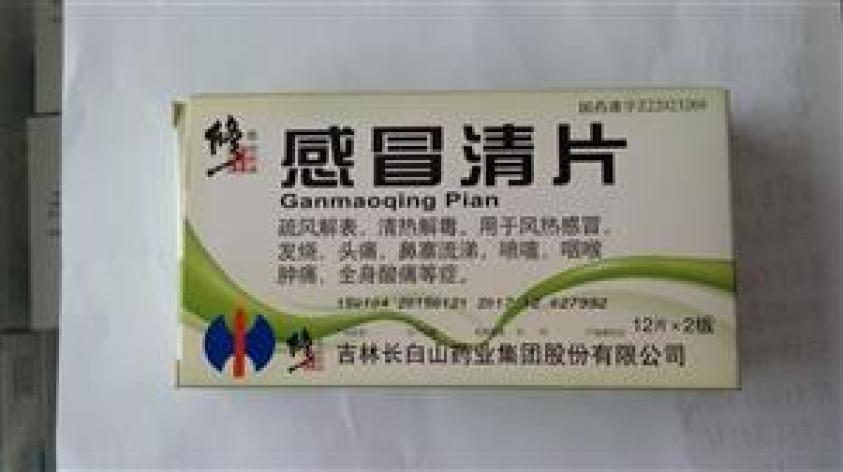 感冒清片
Ganmaoqing Pian
疏风解表，清热解毒。用于风热感冒，
发烧，头痛，鼻塞流涕，喷嚏，咽喉
肿痛，全身酸痛等症。
12片×2板
吉林长白山药业集团股份有限公司